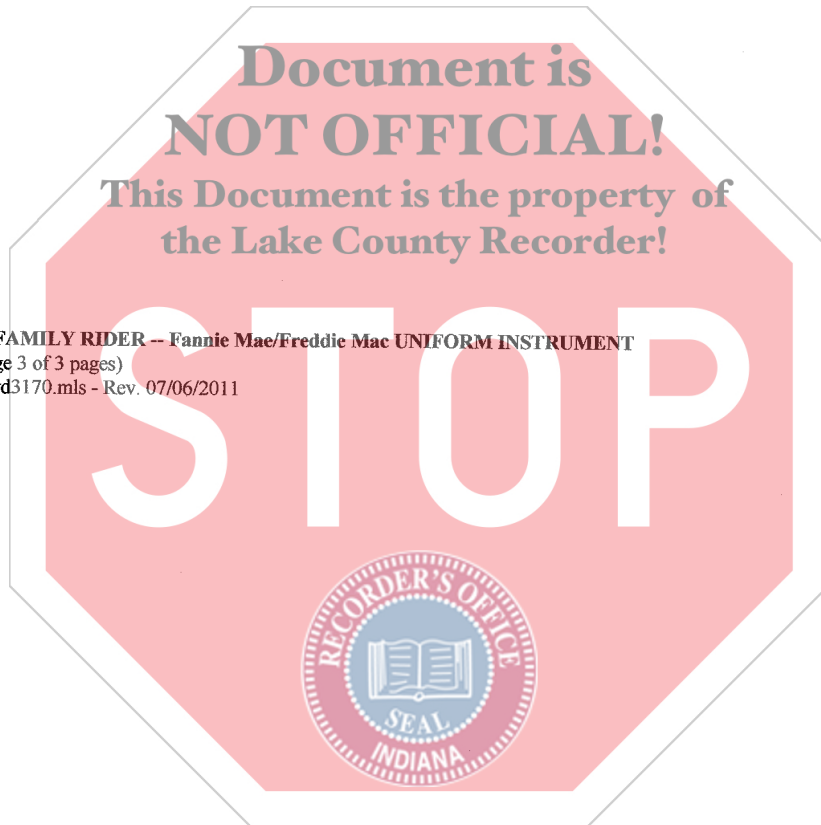 Document is
NOT OFFICIAL!
This Document is the property of
the Lake County Recorder!
FAMILY RIDER -- Fannie Mae/Freddie Mac UNIFORM INSTRUMENT
ge 3 of 3 pages)
d3170.mls - Rev. 07/06/2011
STOP
RECORDER'S OFFICE
SEAL
INDIANA